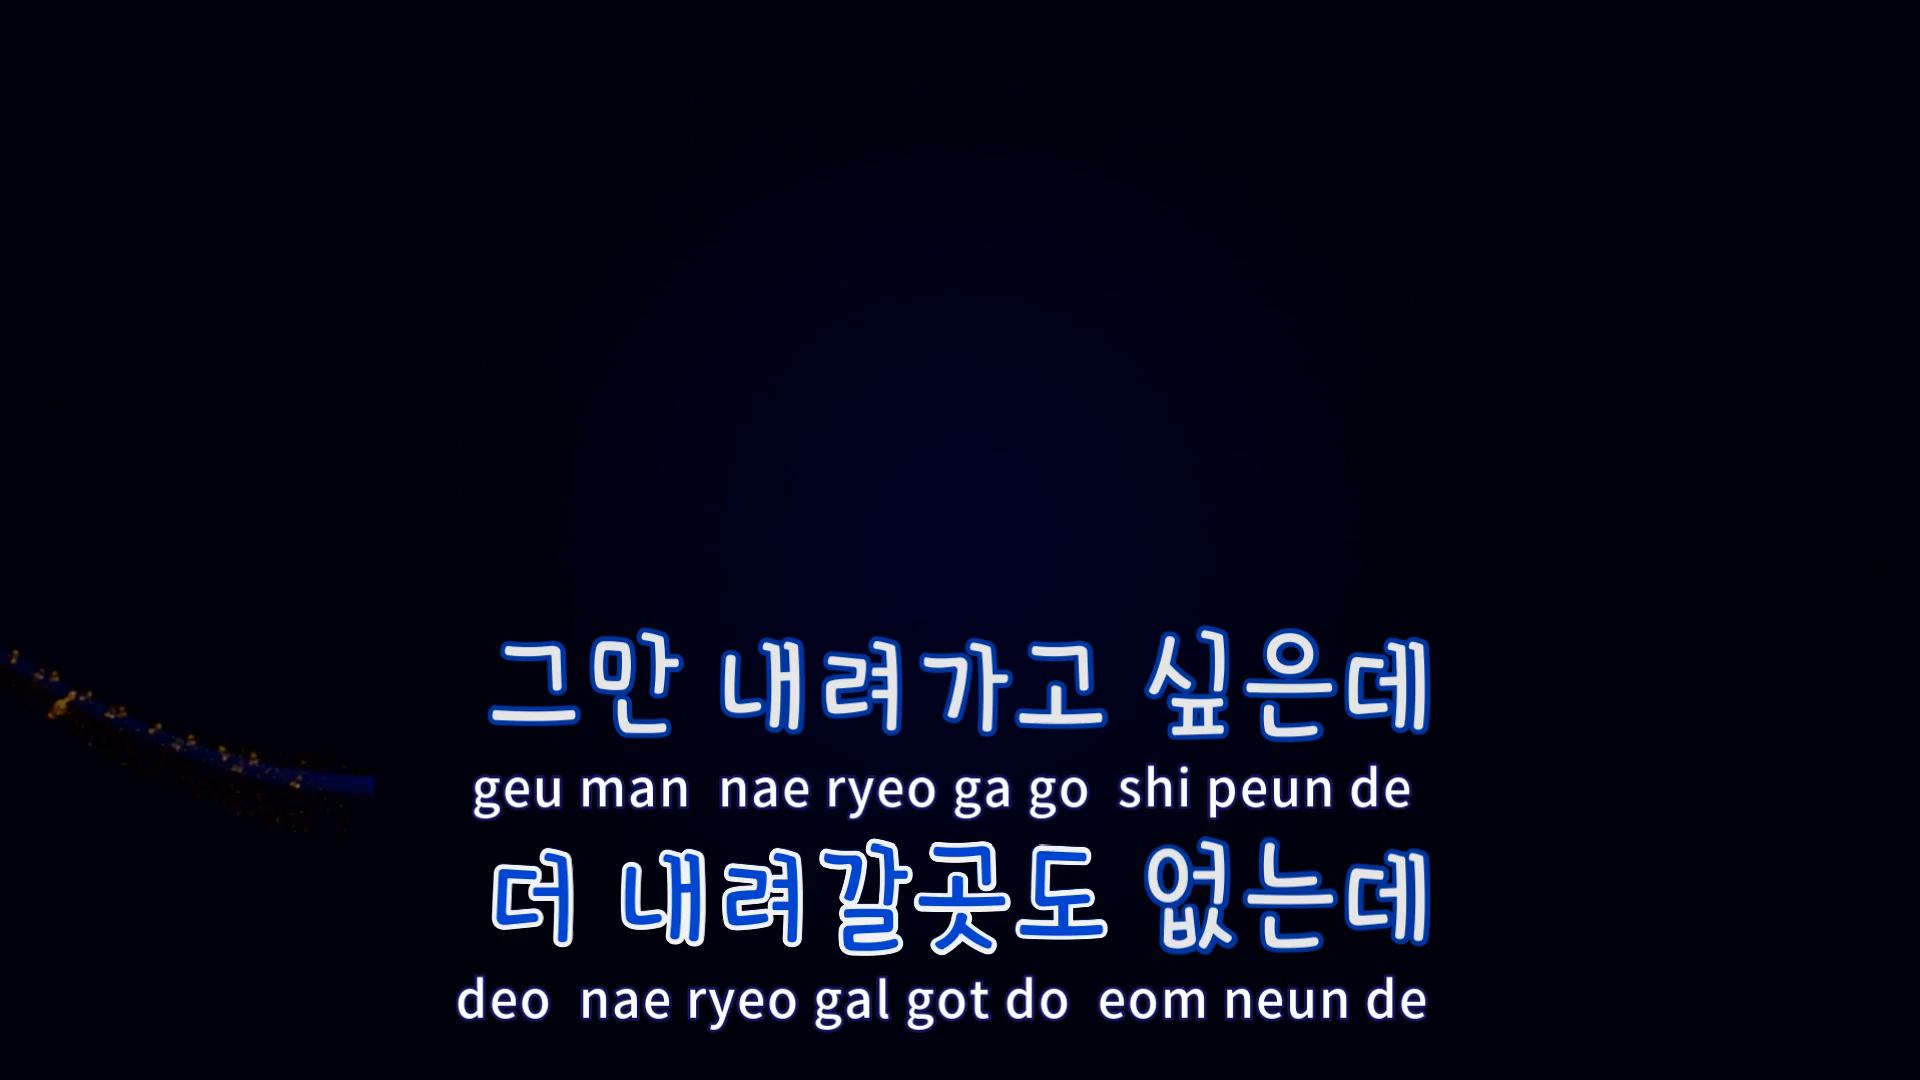 그만 내려가고 싶은데
geu man nae ryeo ga go shi peun de
더 내려갈곳도 없는데
deo nae ryeo gal got do eom neun de